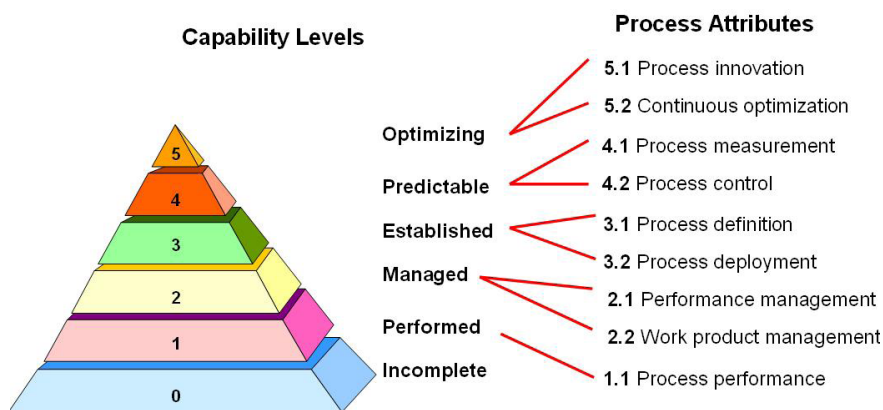 Capability Levels
Process Attributes
5
4
3
2
1
0
Optimizing
Predictable
Established
Managed
Performed
Incomplete
5.1 Process innovation
5.2 Continuous optimization
4.1 Process measurement
4.2 Process control
3.1 Process definition
3.2 Process deployment
2.1 Performance management
2.2 Work product management
1.1 Process performance